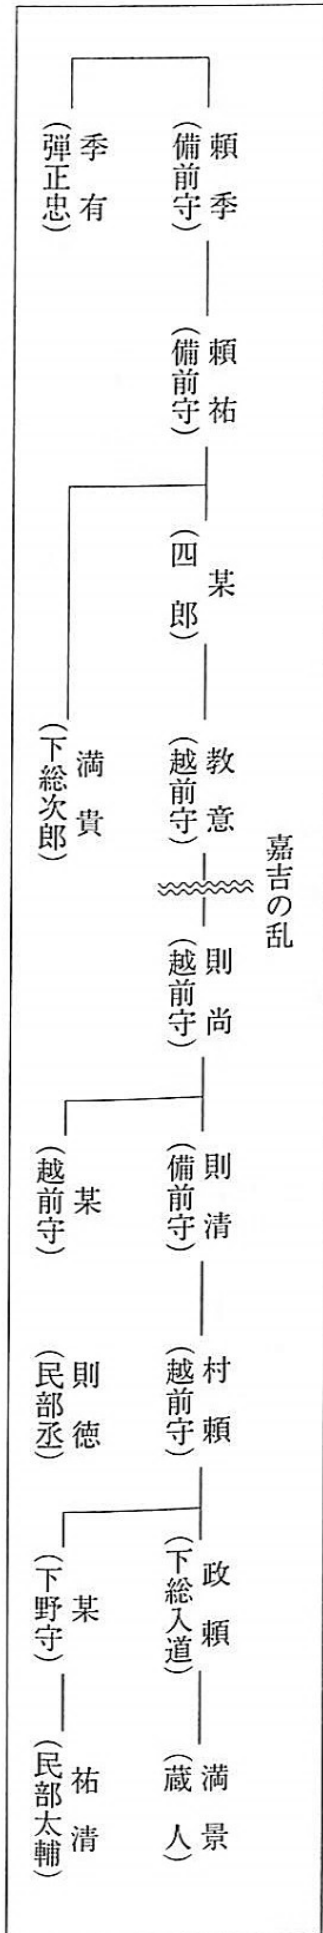 頼季
(備前守)
季有
(弾正忠)
頼祐
(備前守)
某
(四郎)
満貴
(下総次郎)
教意
(越前守)
嘉吉の乱
則尚
(越前守)
則清
(備前守)
某
(越前守)
村頼
(越前守)
則徳
(民部丞)
政頼
(下総入道)
某
(下野守)
満景
(蔵人)
祐清
(民部太輔)